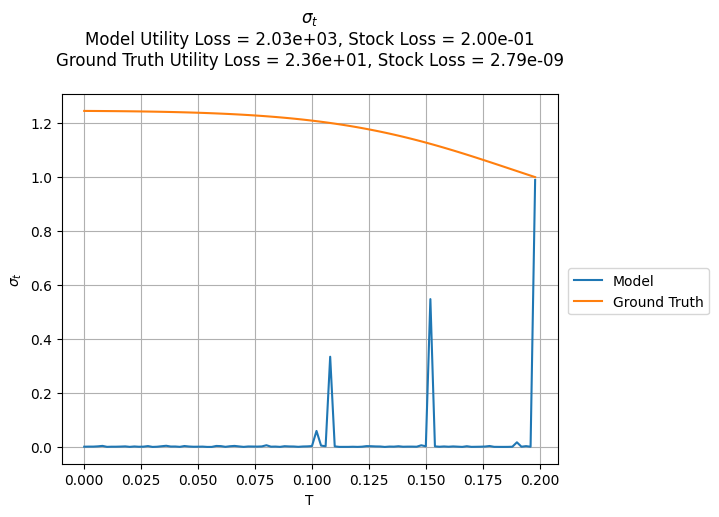 σₜ
Model Utility Loss = 2.03e+03, Stock Loss = 2.00e-01
Ground Truth Utility Loss = 2.36e+01, Stock Loss = 2.79e-09
1.2
1.0
0.8
0.6
0.4
0.2
0.0
σₜ
0.000 0.025 0.050 0.075 0.100 0.125 0.150 0.175 0.200
T
Model
Ground Truth